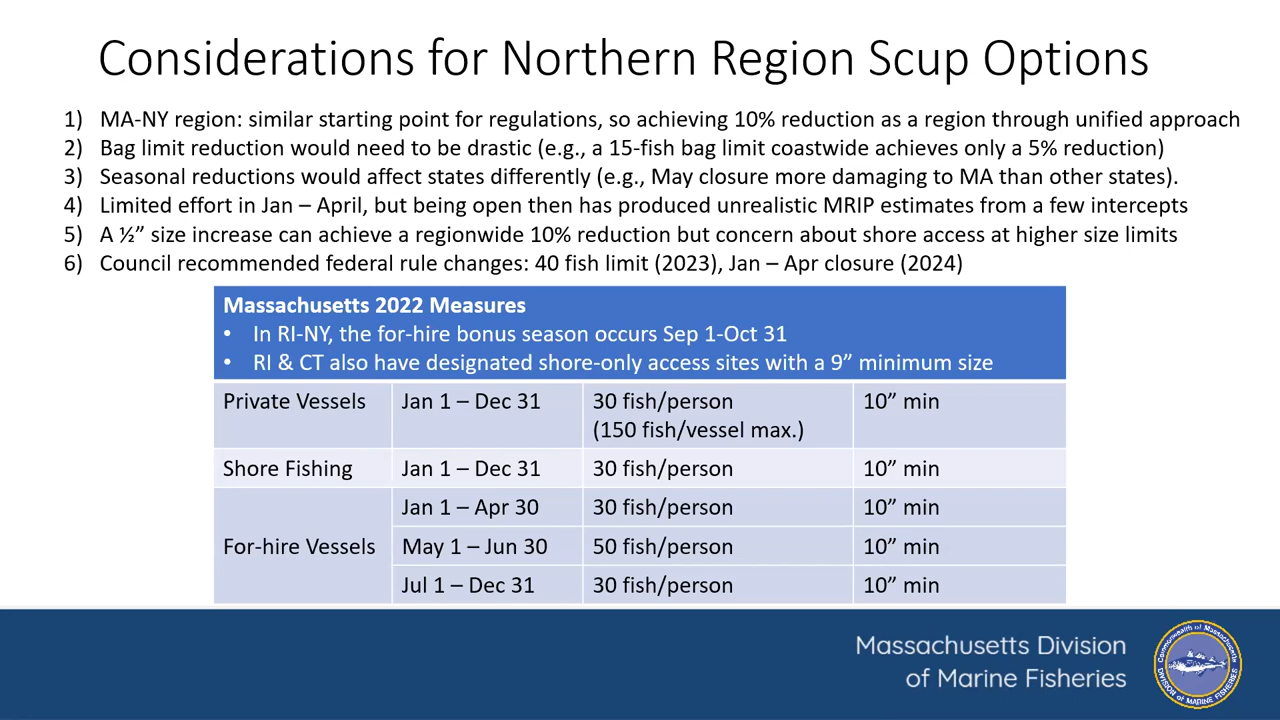 Considerations for Northern Region Scup Options
1) MA-NY region: similar starting point for regulations, so achieving 10% reduction as a region through unified approach
2) Bag limit reduction would need to be drastic (e.g., a 15-fish bag limit coastwide achieves only a 5% reduction)
3) Seasonal reductions would affect states differently (e.g., May closure more damaging to MA than other states).
4) Limited effort in Jan – April, but being open then has produced unrealistic MRIP estimates from a few intercepts
5) A ½” size increase can achieve a regionwide 10% reduction but concern about shore access at higher size limits
6) Council recommended federal rule changes: 40 fish limit (2023), Jan – Apr closure (2024)
Massachusetts 2022 Measures
• In RI-NY, the for-hire bonus season occurs Sep 1-Oct 31
• RI & CT also have designated shore-only access sites with a 9” minimum size
Private Vessels Jan 1 – Dec 31 30 fish/person 10” min
(150 fish/vessel max.)
Shore Fishing Jan 1 – Dec 31 30 fish/person 10” min
Jan 1 – Apr 30 30 fish/person 10” min
For-hire Vessels May 1 – Jun 30 50 fish/person 10” min
Jul 1 – Dec 31 30 fish/person 10” min
Massachusetts Division
of Marine Fisheries
Commonwealth of Massachusetts
DIVISION of MARINE FISHERIES